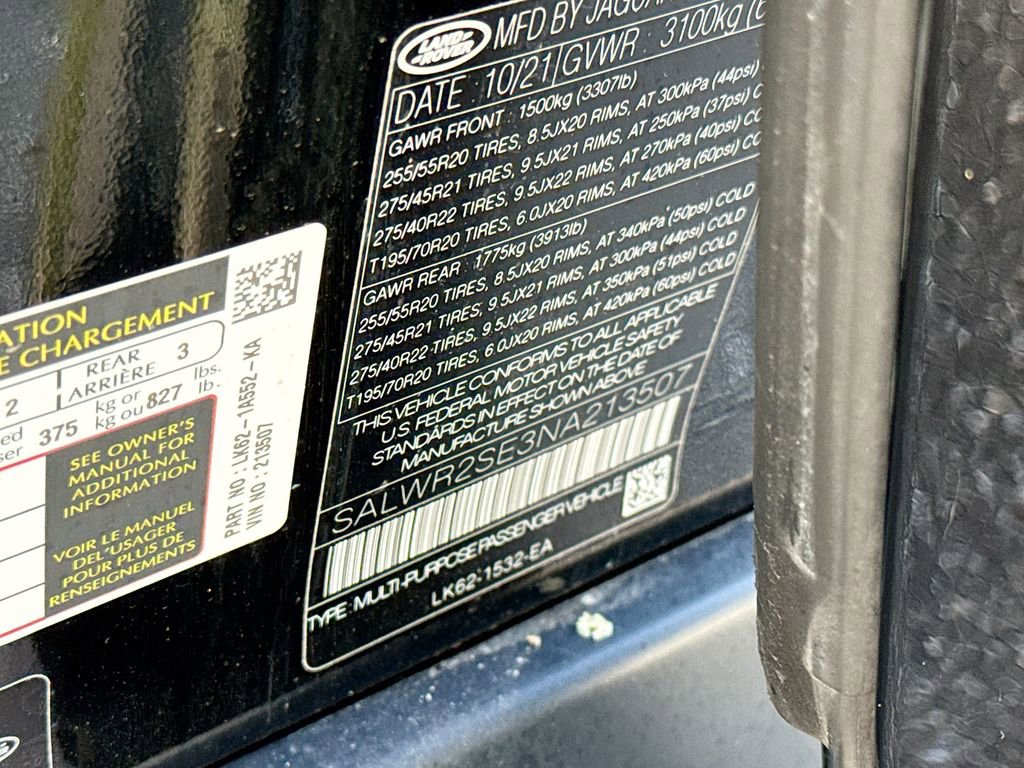 LAND
ROVER
MFD BY JAGUAR
DATE : 10/21 GVWR : 3100kg (6
GAWR FRONT : 1500kg (3307lb)
255/55R20 TIRES, 8.5JX20 RIMS, AT 300kPa (44psi)
275/45R21 TIRES, 9.5JX21 RIMS, AT 250kPa (37psi) C
275/40R22 TIRES, 9.5JX22 RIMS, AT 270kPa (40psi) CO
T195/70R20 TIRES, 6.0JX20 RIMS, AT 420kPa (60psi) CO
GAWR REAR : 1775kg (3913lb)
255/55R20 TIRES, 8.5JX20 RIMS, AT 340kPa (50psi) COLD
275/45R21 TIRES, 9.5JX21 RIMS, AT 300kPa (44psi) COLD
275/40R22 TIRES, 9.5JX22 RIMS, AT 350kPa (51psi) COLD
T195/70R20 TIRES, 6.0JX20 RIMS, AT 420kPa (60psi) COLD
THIS VEHICLE CONFORMS TO ALL APPLICABLE
U.S. FEDERAL MOTOR VEHICLE SAFETY
STANDARDS IN EFFECT ON THE DATE OF
MANUFACTURE SHOWN ABOVE
SALWR2SE3NA213507
TYPE: MULTI-PURPOSE PASSENGER VEHICLE
LK62-1532-EA
ATION
E CHARGEMENT
2
REAR
ARRIÈRE
3
375
kg or
kg ou
827
lbs.
lb.
SEE OWNER'S
MANUAL FOR
ADDITIONAL
INFORMATION
VOIR LE MANUEL
DE L'USAGER
POUR PLUS DE
RENSEIGNEMENTS
PART NO : LK62-1A552-KA
VIN NO : 213507